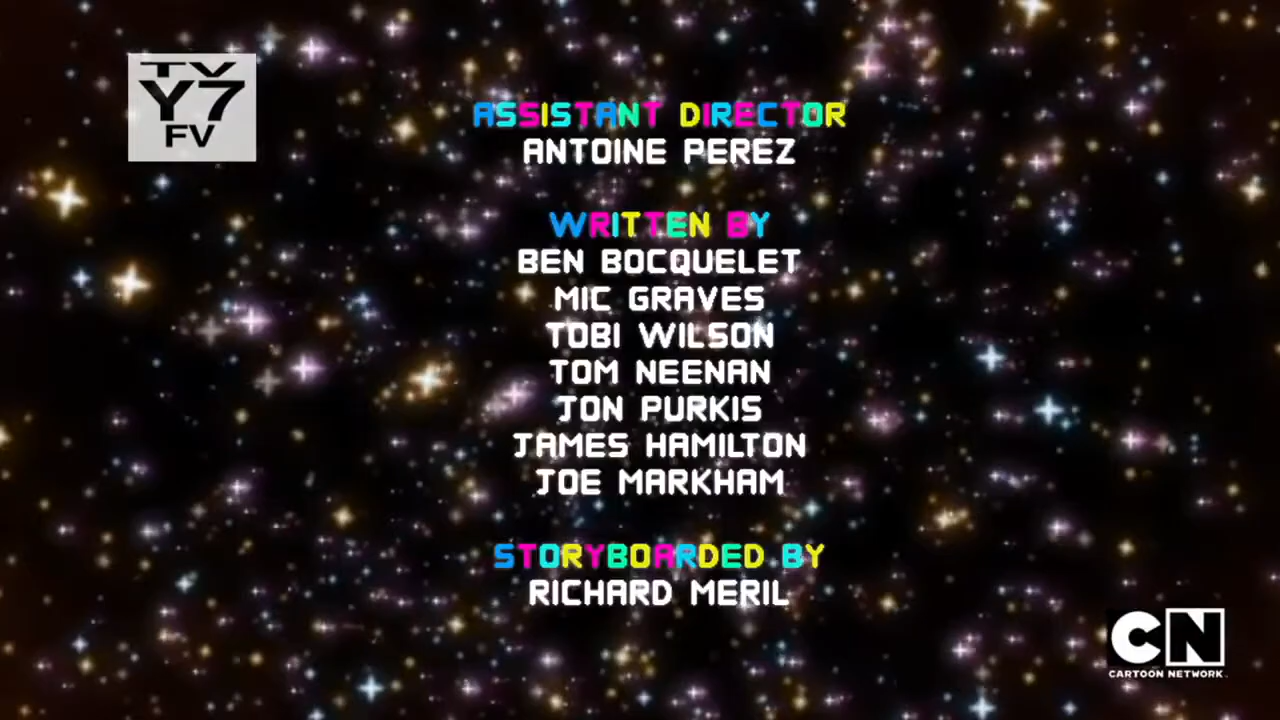 TV
Y7
FV
ASSISTANT DIRECTOR
ANTOINE PEREZ
WRITTEN BY
BEN BOCQUELET
MIC GRAVES
TOBI WILSON
TOM NEENAN
JON PURKIS
JAMES HAMILTON
JOE MARKHAM
STORYBOARDED BY
RICHARD MERIL
CN
CARTOON NETWORK